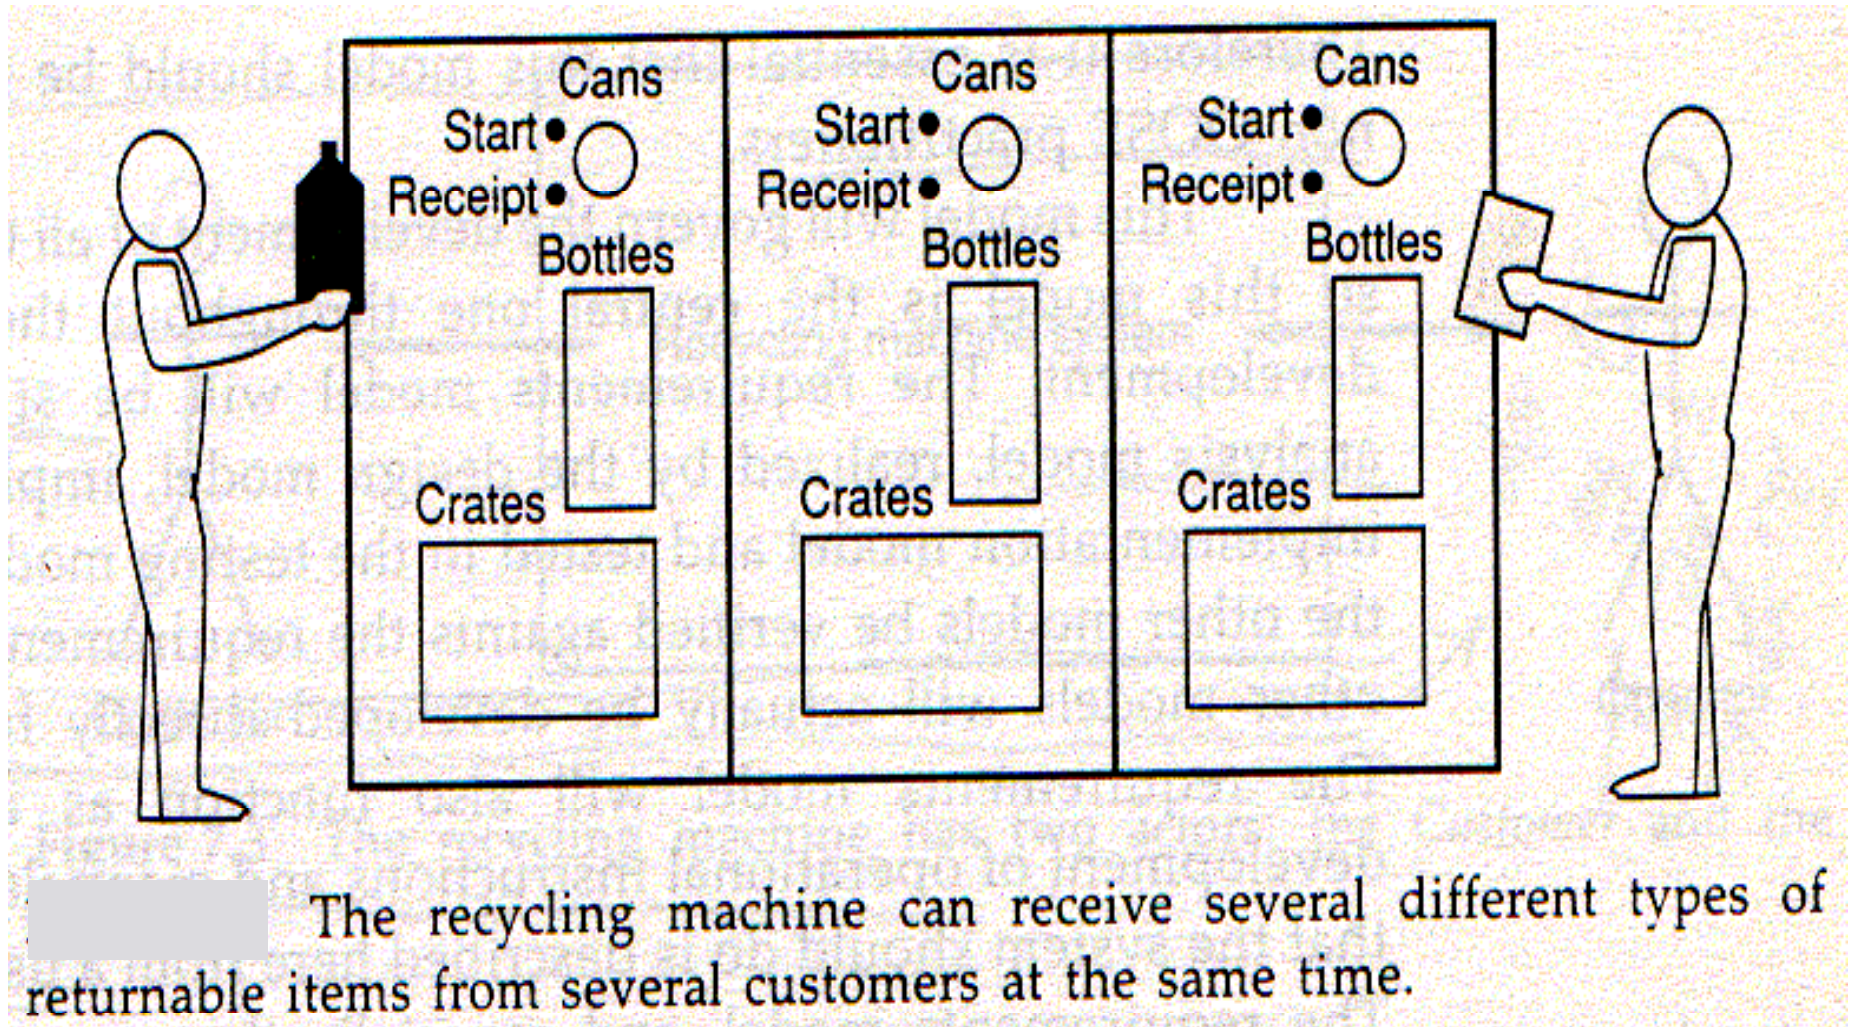 Cans
Start
Receipt
Bottles
Crates
Cans
Start
Receipt
Bottles
Crates
Cans
Start
Receipt
Bottles
Crates
The recycling machine can receive several different types of
returnable items from several customers at the same time.